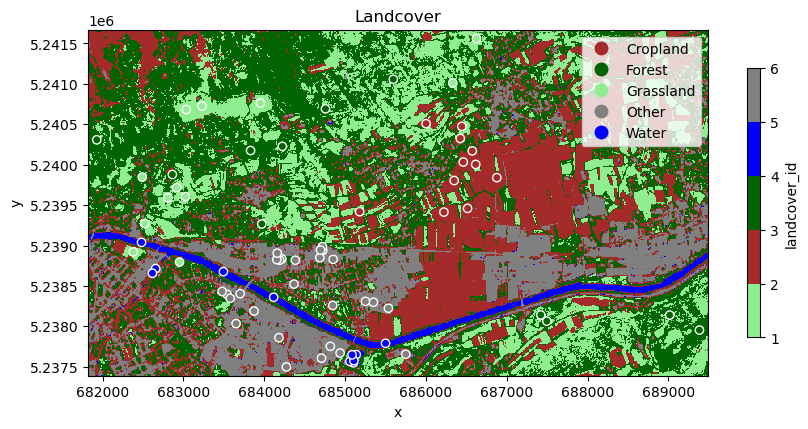 Landcover
1e6
5.2415
5.2410
5.2405
5.2400
5.2395
5.2390
5.2385
5.2380
5.2375
y
682000 683000 684000 685000 686000 687000 688000 689000
x
Cropland
Forest
Grassland
Other
Water
6
5
4
3
2
1
landcover_id